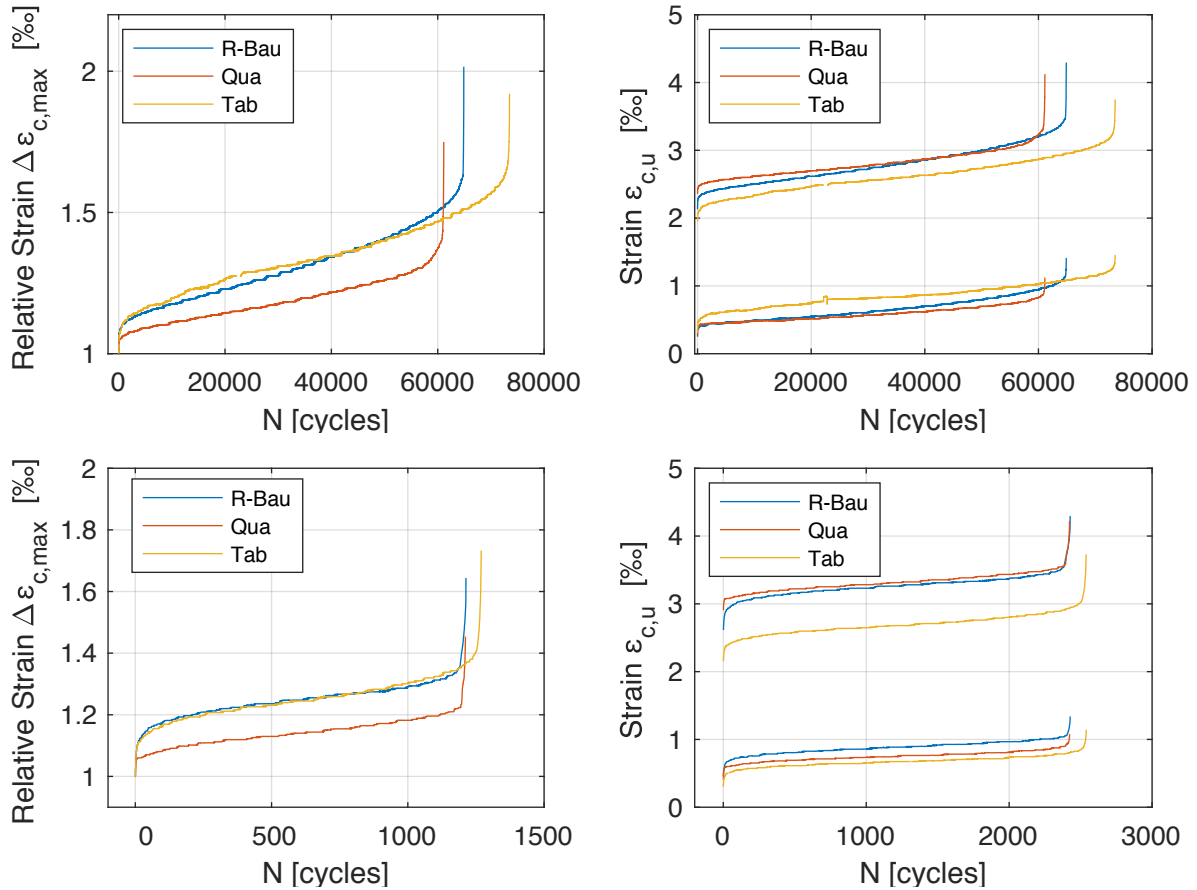 Relative Strain Δ ε_c,max [‰]
2
1.5
1
R-Bau
Qua
Tab
0 20000 40000 60000 80000
N [cycles]
Strain ε_c,u [‰]
5
4
3
2
1
0
R-Bau
Qua
Tab
0 20000 40000 60000 80000
N [cycles]
Relative Strain Δ ε_c,max [‰]
2
1.8
1.6
1.4
1.2
1
R-Bau
Qua
Tab
0 500 1000 1500
N [cycles]
Strain ε_c,u [‰]
5
4
3
2
1
0
R-Bau
Qua
Tab
0 1000 2000 3000
N [cycles]